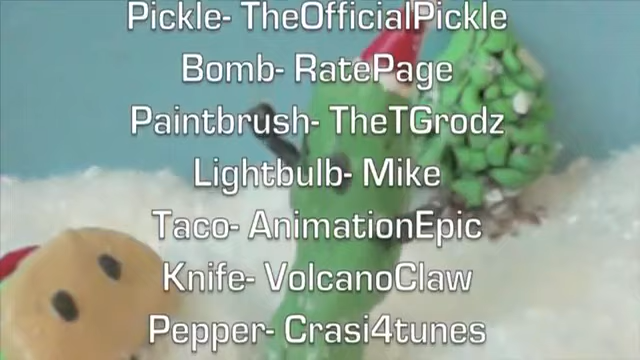 Pickle- TheOfficialPickle
Bomb- RatePage
Paintbrush- TheTGrodz
Lightbulb- Mike
Taco- AnimationEpic
Knife- VolcanoClaw
Pepper- Crasi4tunes